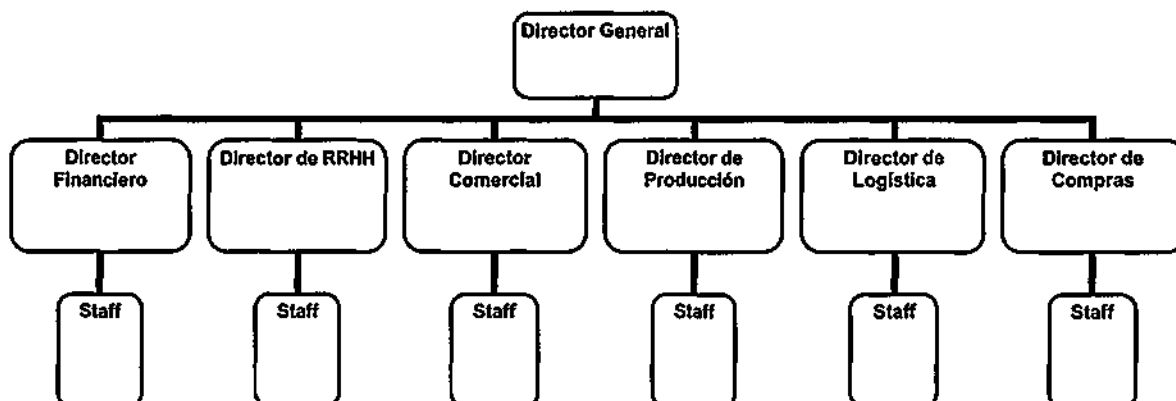 Director General
Director
Financiero
Director de RRHH
Director
Comercial
Director de
Producción
Director de
Logística
Director de
Compras
Staff
Staff
Staff
Staff
Staff
Staff